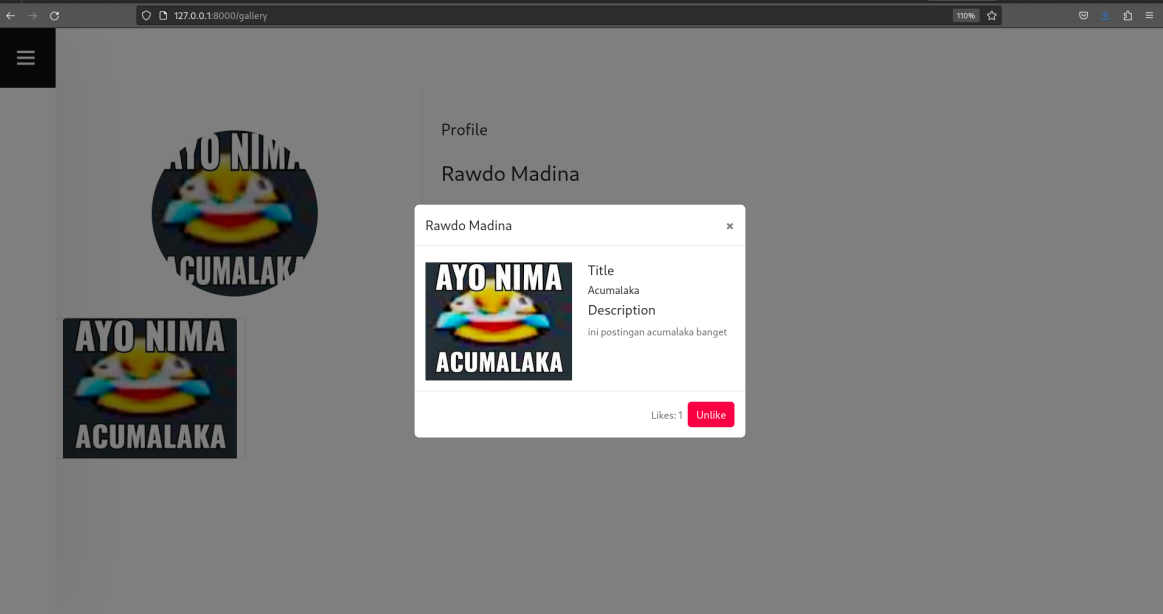 127.0.0.1:8000/gallery
110%
AYO NIMA
ACUMALAKA
Profile
Rawdo Madina
Rawdo Madina
AYO NIMA
ACUMALAKA
Title
Acumalaka
Description
ini postingan acumalaka banget
Likes: 1
Unlike
AYO NIMA
ACUMALAKA